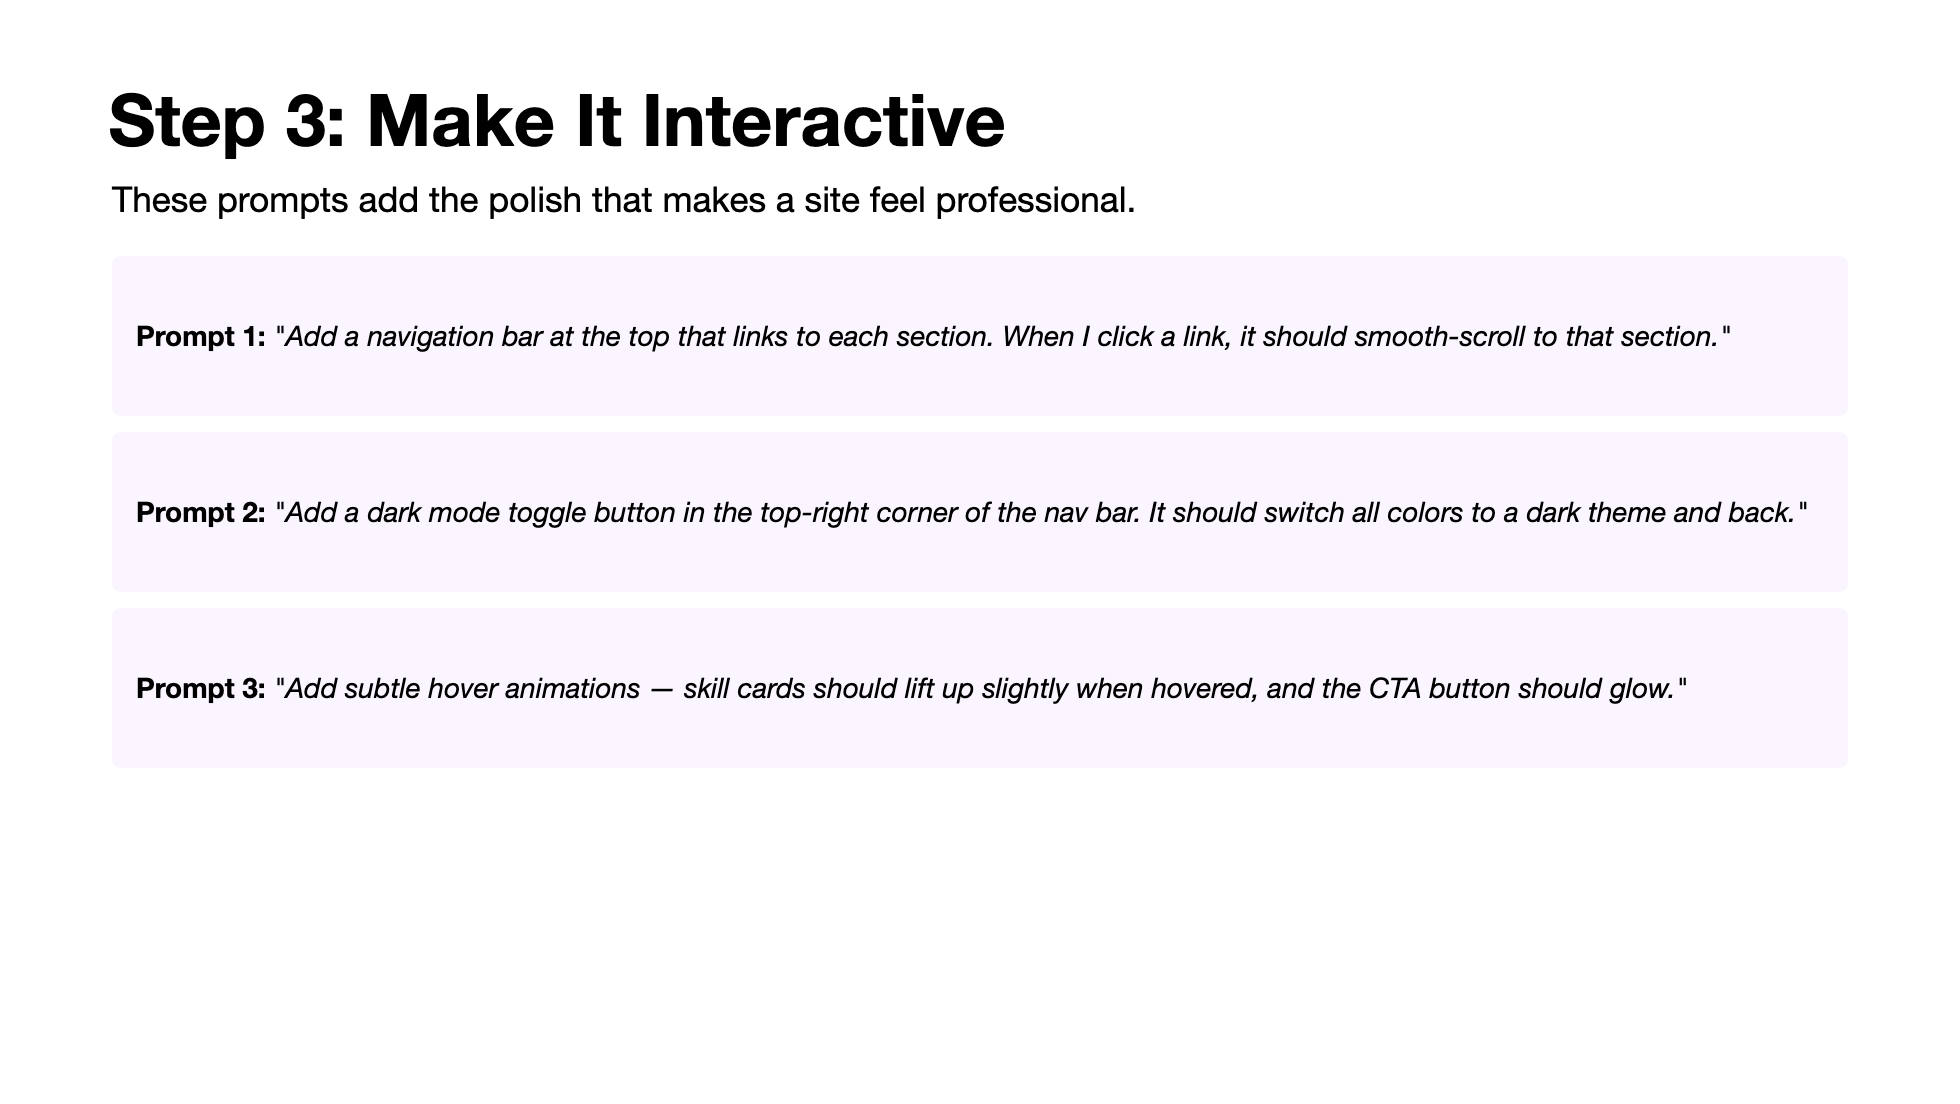 Step 3: Make It Interactive
These prompts add the polish that makes a site feel professional.
Prompt 1: "Add a navigation bar at the top that links to each section. When I click a link, it should smooth-scroll to that section."
Prompt 2: "Add a dark mode toggle button in the top-right corner of the nav bar. It should switch all colors to a dark theme and back."
Prompt 3: "Add subtle hover animations — skill cards should lift up slightly when hovered, and the CTA button should glow."